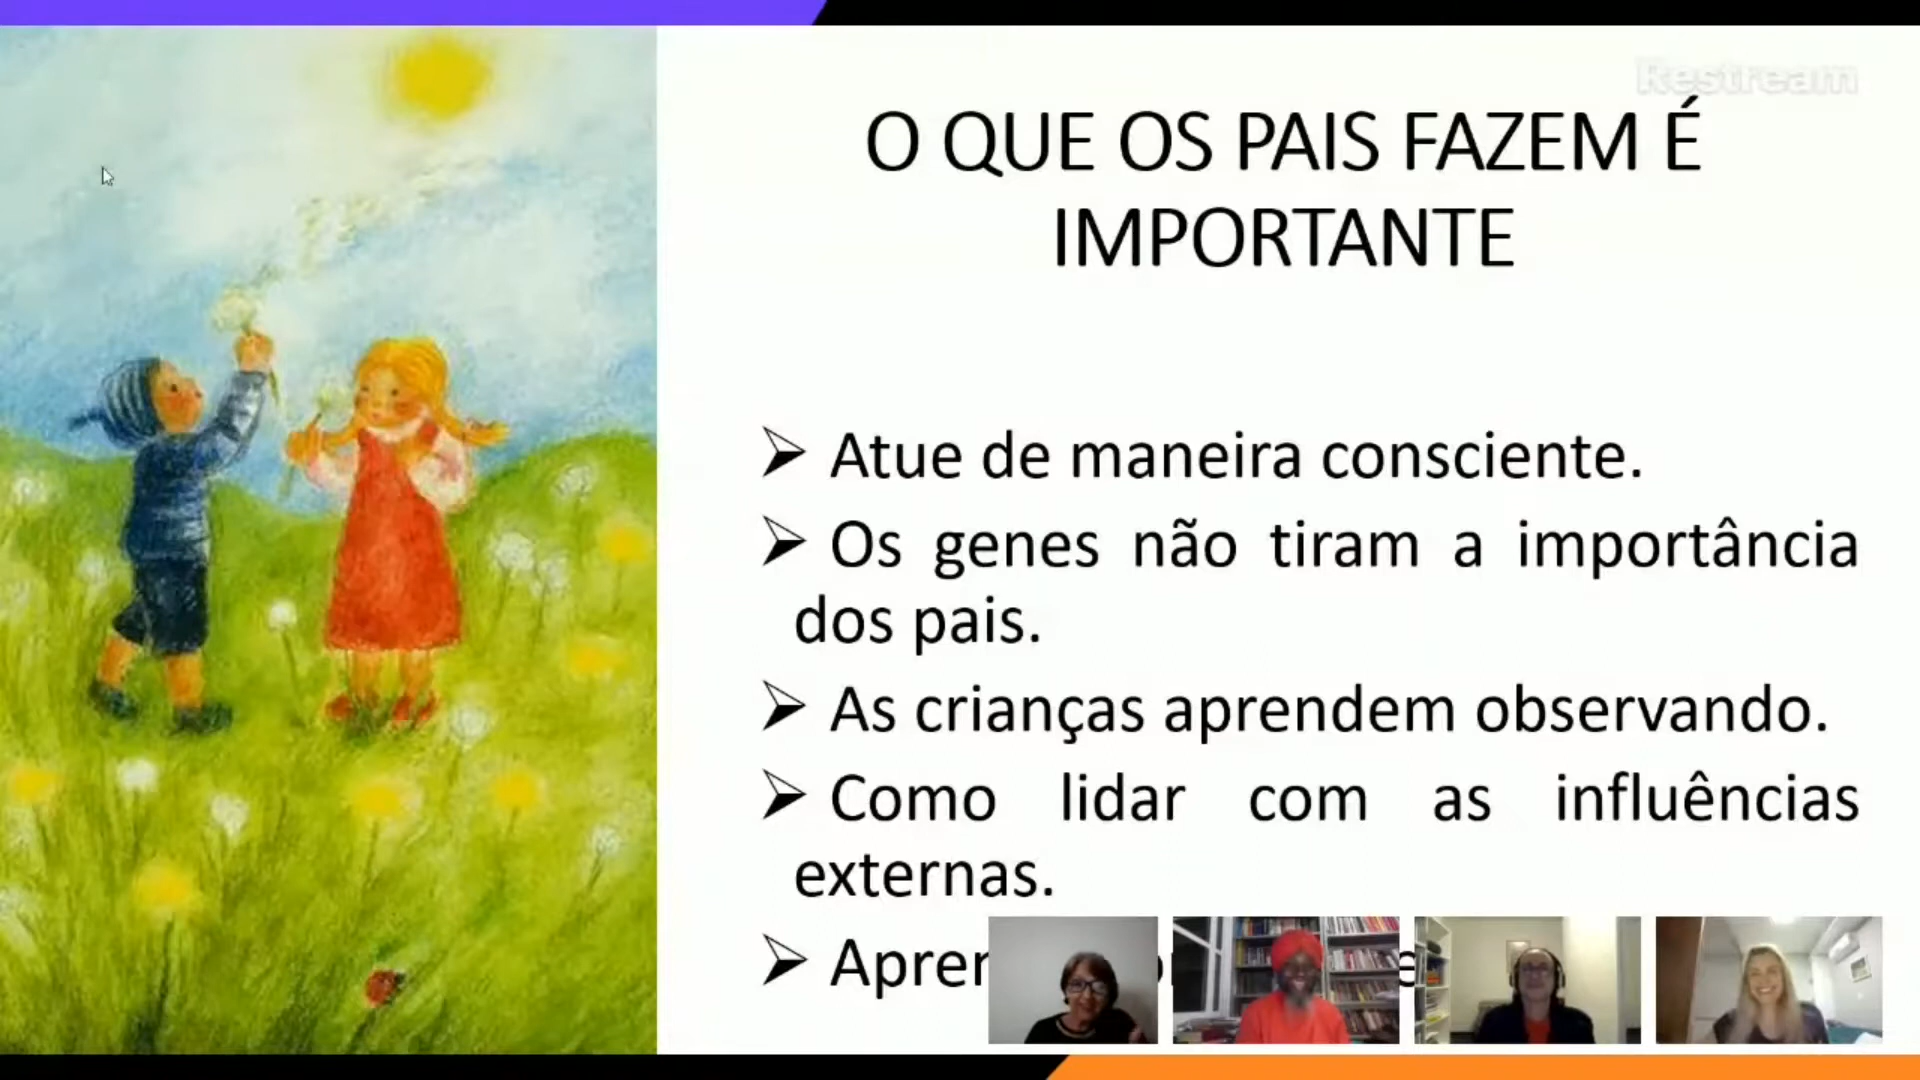 Restream
O QUE OS PAIS FAZEM É
IMPORTANTE
➢ Atue de maneira consciente.
➢ Os genes não tiram a importância
dos pais.
➢ As crianças aprendem observando.
➢ Como lidar com as influências
externas.
➢